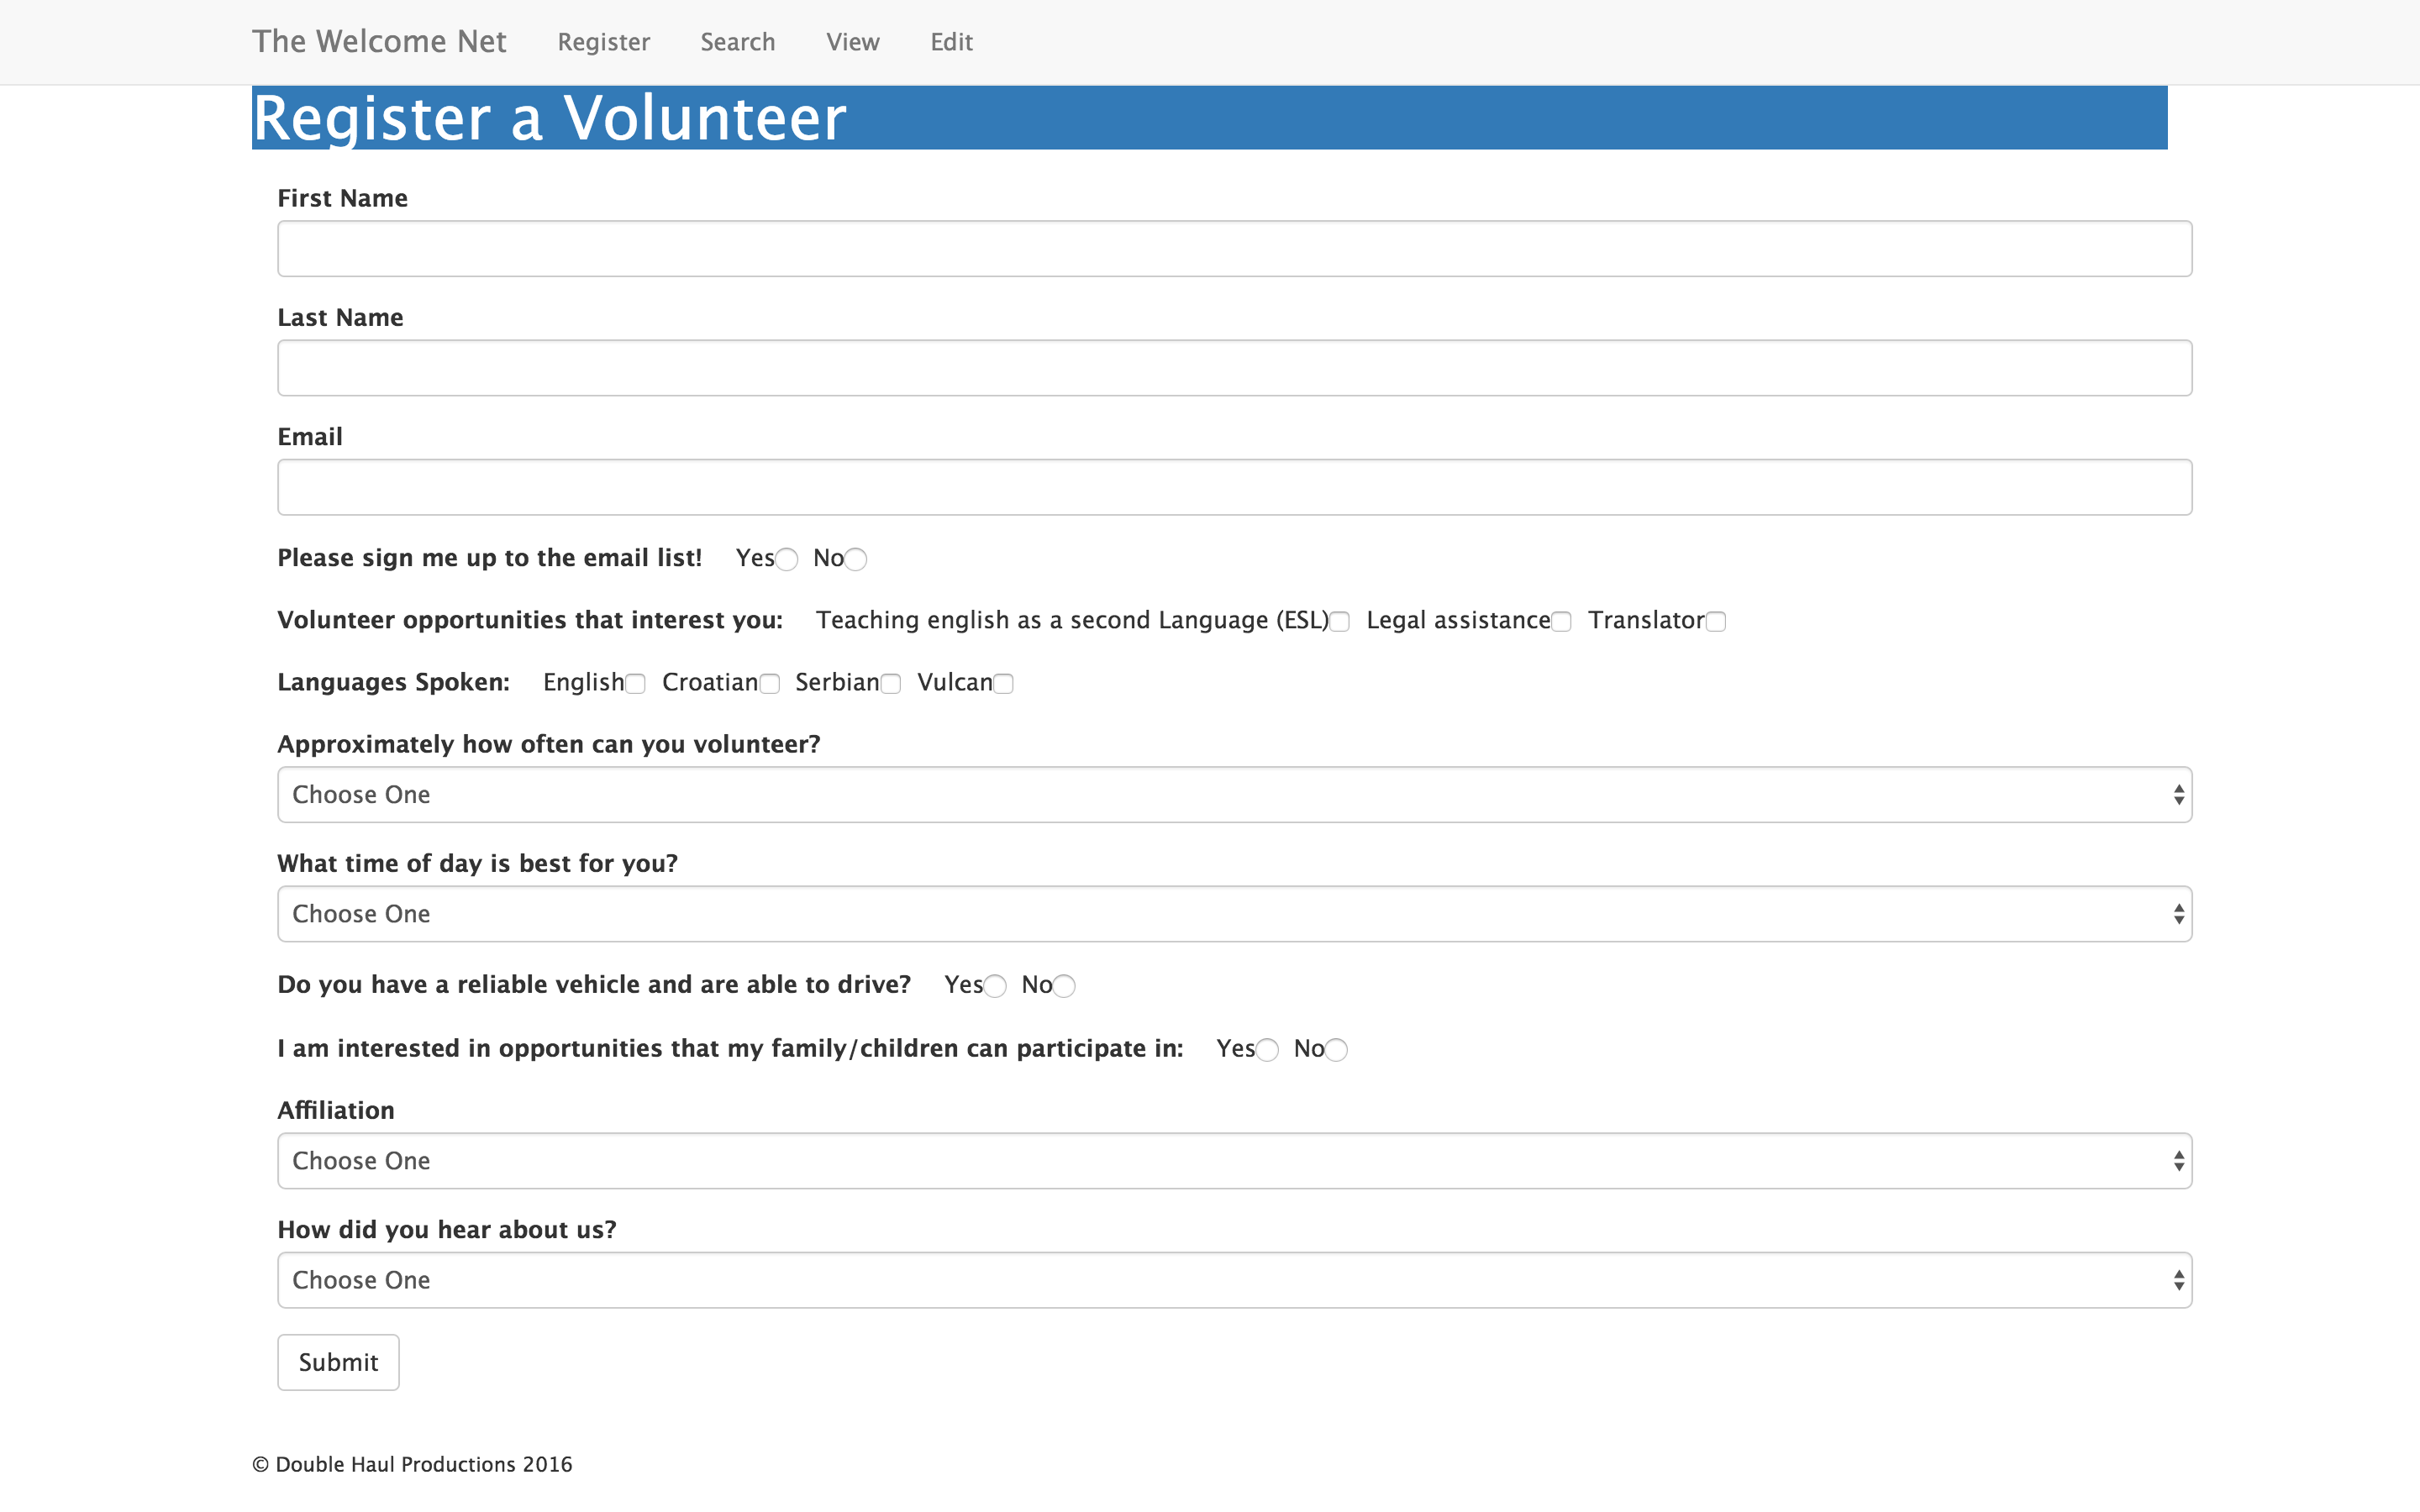 The Welcome Net Register Search View Edit
Register a Volunteer
First Name
Last Name
Email
Please sign me up to the email list! Yes No
Volunteer opportunities that interest you: Teaching english as a second Language (ESL) Legal assistance Translator
Languages Spoken: English Croatian Serbian Vulcan
Approximately how often can you volunteer?
Choose One
What time of day is best for you?
Choose One
Do you have a reliable vehicle and are able to drive? Yes No
I am interested in opportunities that my family/children can participate in: Yes No
Affiliation
Choose One
How did you hear about us?
Choose One
Submit
© Double Haul Productions 2016